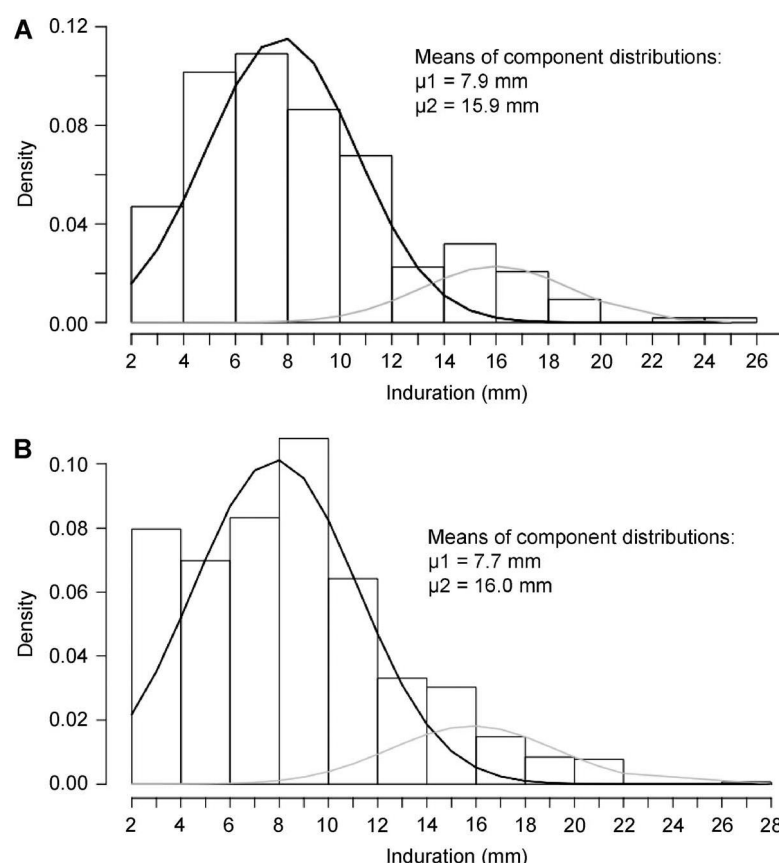 A
0.12
0.08
0.04
0.00
Density
Means of component distributions:
µ1 = 7.9 mm
µ2 = 15.9 mm
2 4 6 8 10 12 14 16 18 20 22 24 26
Induration (mm)
B
0.10
0.08
0.06
0.04
0.02
0.00
Density
Means of component distributions:
µ1 = 7.7 mm
µ2 = 16.0 mm
2 4 6 8 10 12 14 16 18 20 22 24 26 28
Induration (mm)